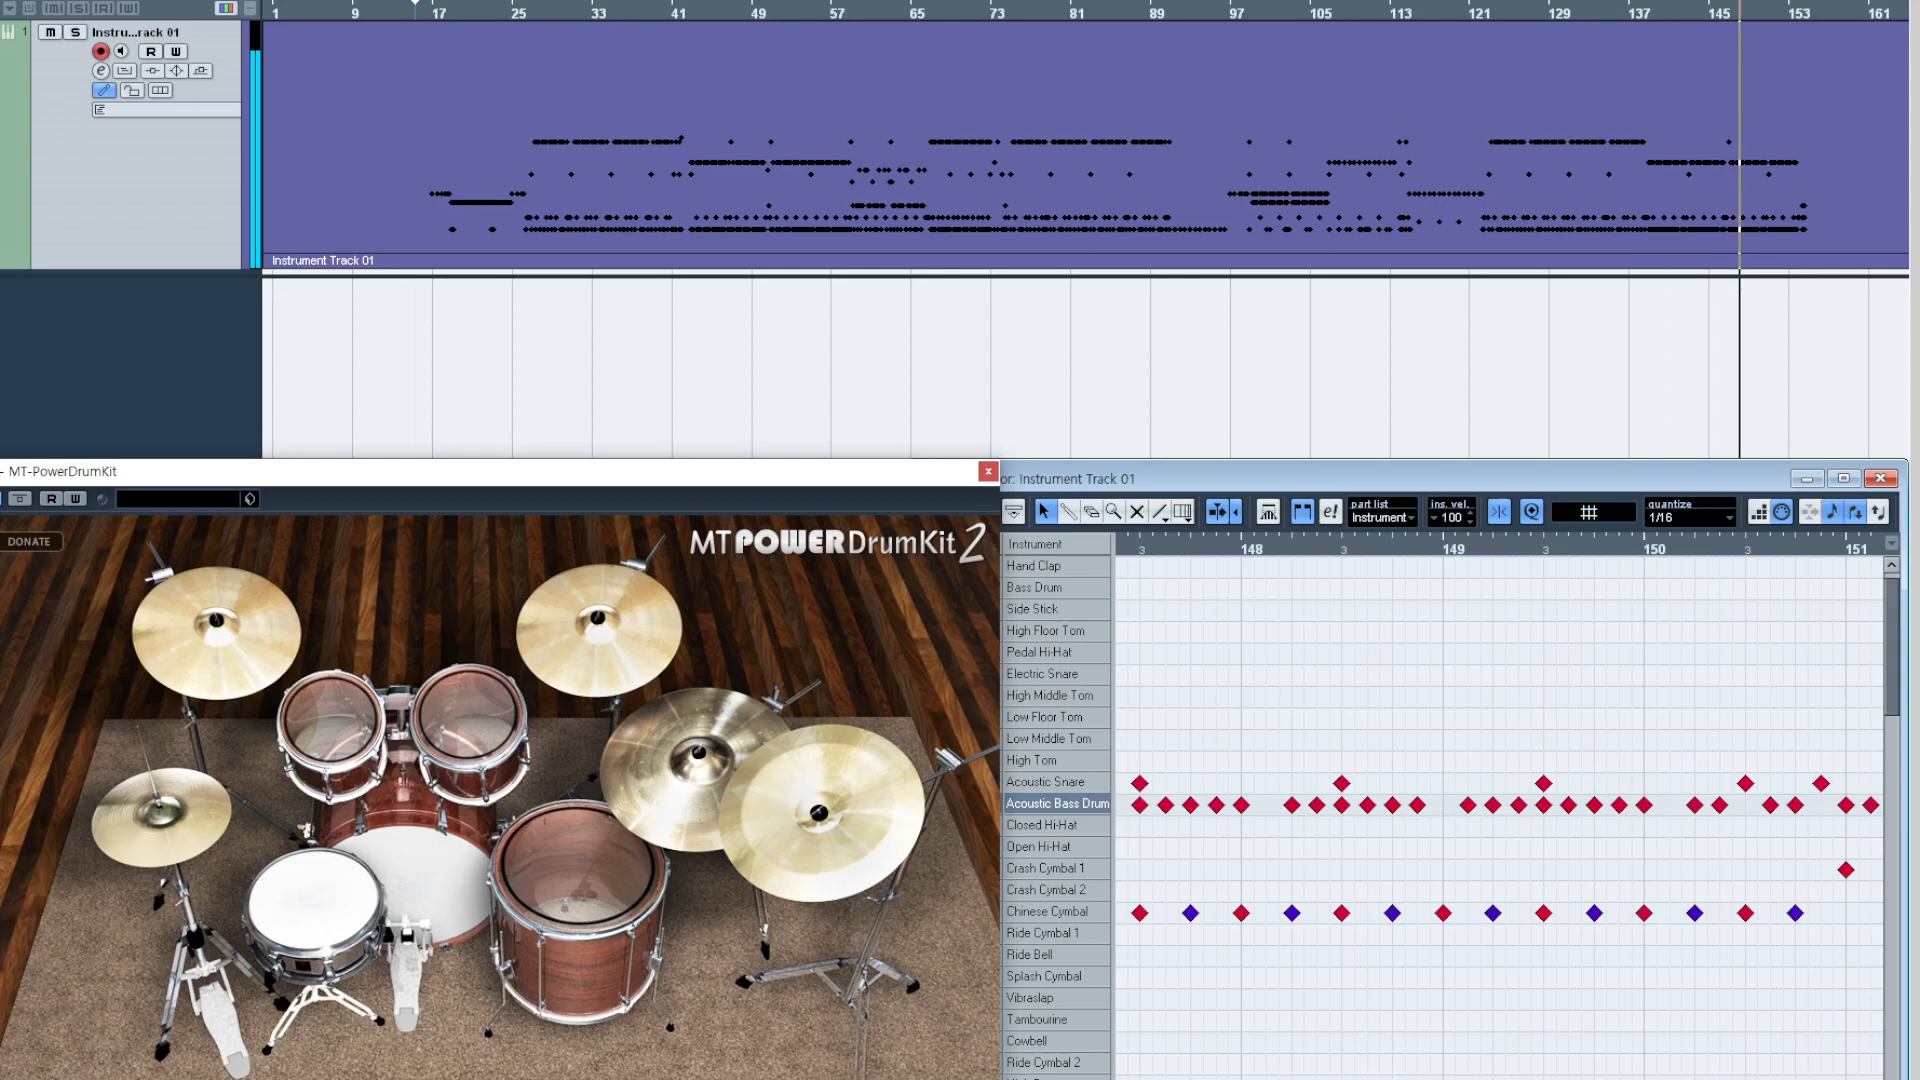 1 9 17 25 33 41 49 57 65 73 81 89 97 105 113 121 129 137 145 153 161
1 M S Instru...rack 01
R W
e
Instrument Track 01
- MT-PowerDrumKit
R W
DONATE
MT POWER DrumKit 2
or: Instrument Track 01
part list
Instrument
ins. vel.
100
quantize
1/16
e!
Instrument
3 148 3 149 3 150 3 151
Hand Clap
Bass Drum
Side Stick
High Floor Tom
Pedal Hi-Hat
Electric Snare
High Middle Tom
Low Floor Tom
Low Middle Tom
High Tom
Acoustic Snare
Acoustic Bass Drum
Closed Hi-Hat
Open Hi-Hat
Crash Cymbal 1
Crash Cymbal 2
Chinese Cymbal
Ride Cymbal 1
Ride Bell
Splash Cymbal
Vibraslap
Tambourine
Cowbell
Ride Cymbal 2